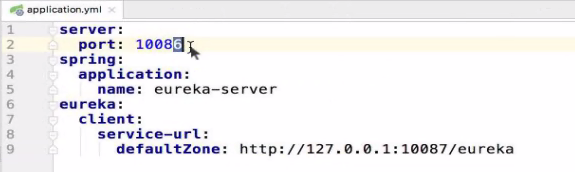 application.yml
1 server:
2   port: 10086
3 spring:
4   application:
5     name: eureka-server
6 eureka:
7   client:
8     service-url:
9       defaultZone: http://127.0.0.1:10087/eureka